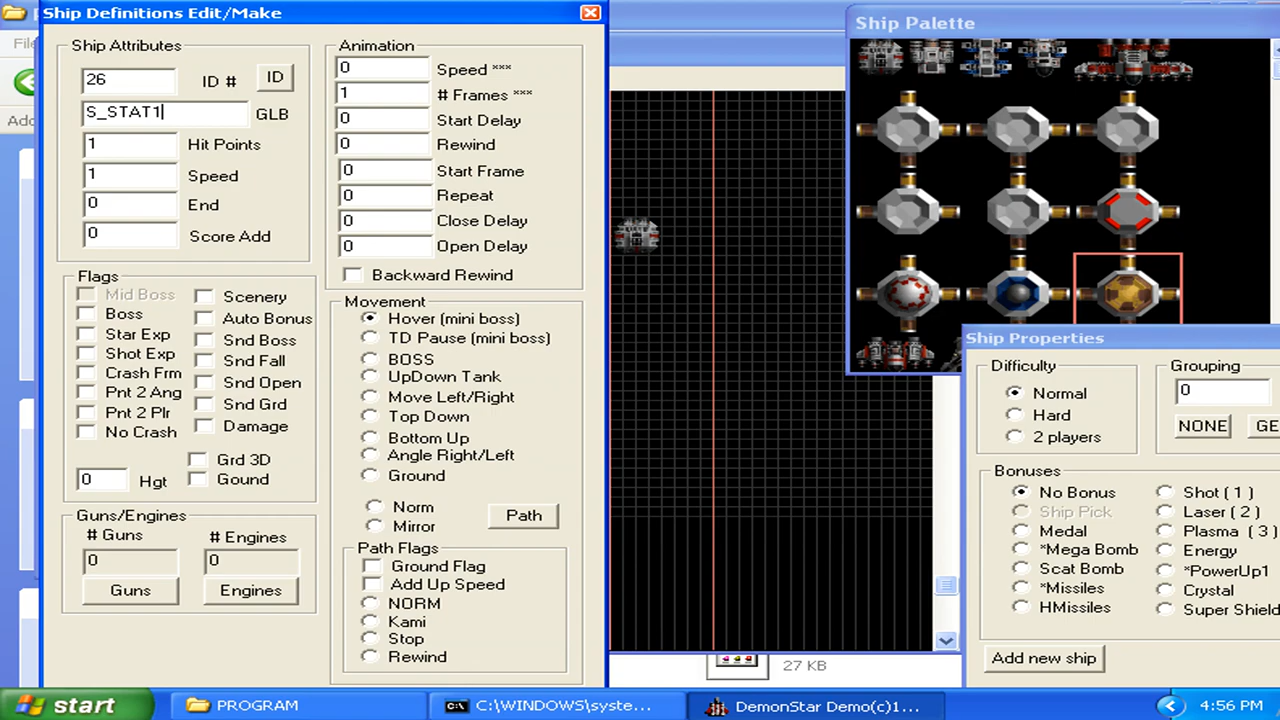 Ship Definitions Edit/Make
Ship Attributes
26
ID #
ID
S_STAT1
GLB
1
Hit Points
1
Speed
0
End
0
Score Add
Flags
Mid Boss
Boss
Star Exp
Shot Exp
Crash Frm
Pnt 2 Ang
Pnt 2 Plr
No Crash
Scenery
Auto Bonus
Snd Boss
Snd Fall
Snd Open
Snd Grd
Damage
0
Hgt
Grd 3D
Gound
Guns/Engines
# Guns
# Engines
0
0
Guns
Engines
Animation
0
Speed ***
1
# Frames ***
0
Start Delay
0
Rewind
0
Start Frame
0
Repeat
0
Close Delay
0
Open Delay
Backward Rewind
Movement
Hover (mini boss)
TD Pause (mini boss)
BOSS
UpDown Tank
Move Left/Right
Top Down
Bottom Up
Angle Right/Left
Ground
Norm
Mirror
Path
Path Flags
Ground Flag
Add Up Speed
NORM
Kami
Stop
Rewind
27 KB
Ship Palette
Ship Properties
Difficulty
Normal
Hard
2 players
Grouping
0
NONE
GE
Bonuses
No Bonus
Ship Pick
Medal
*Mega Bomb
Scat Bomb
*Missiles
HMissiles
Shot ( 1 )
Laser ( 2 )
Plasma ( 3 )
Energy
*PowerUp1
Crystal
Super Shield
Add new ship
start
PROGRAM
C:\WINDOWS\syste...
DemonStar Demo(c)1...
4:56 PM